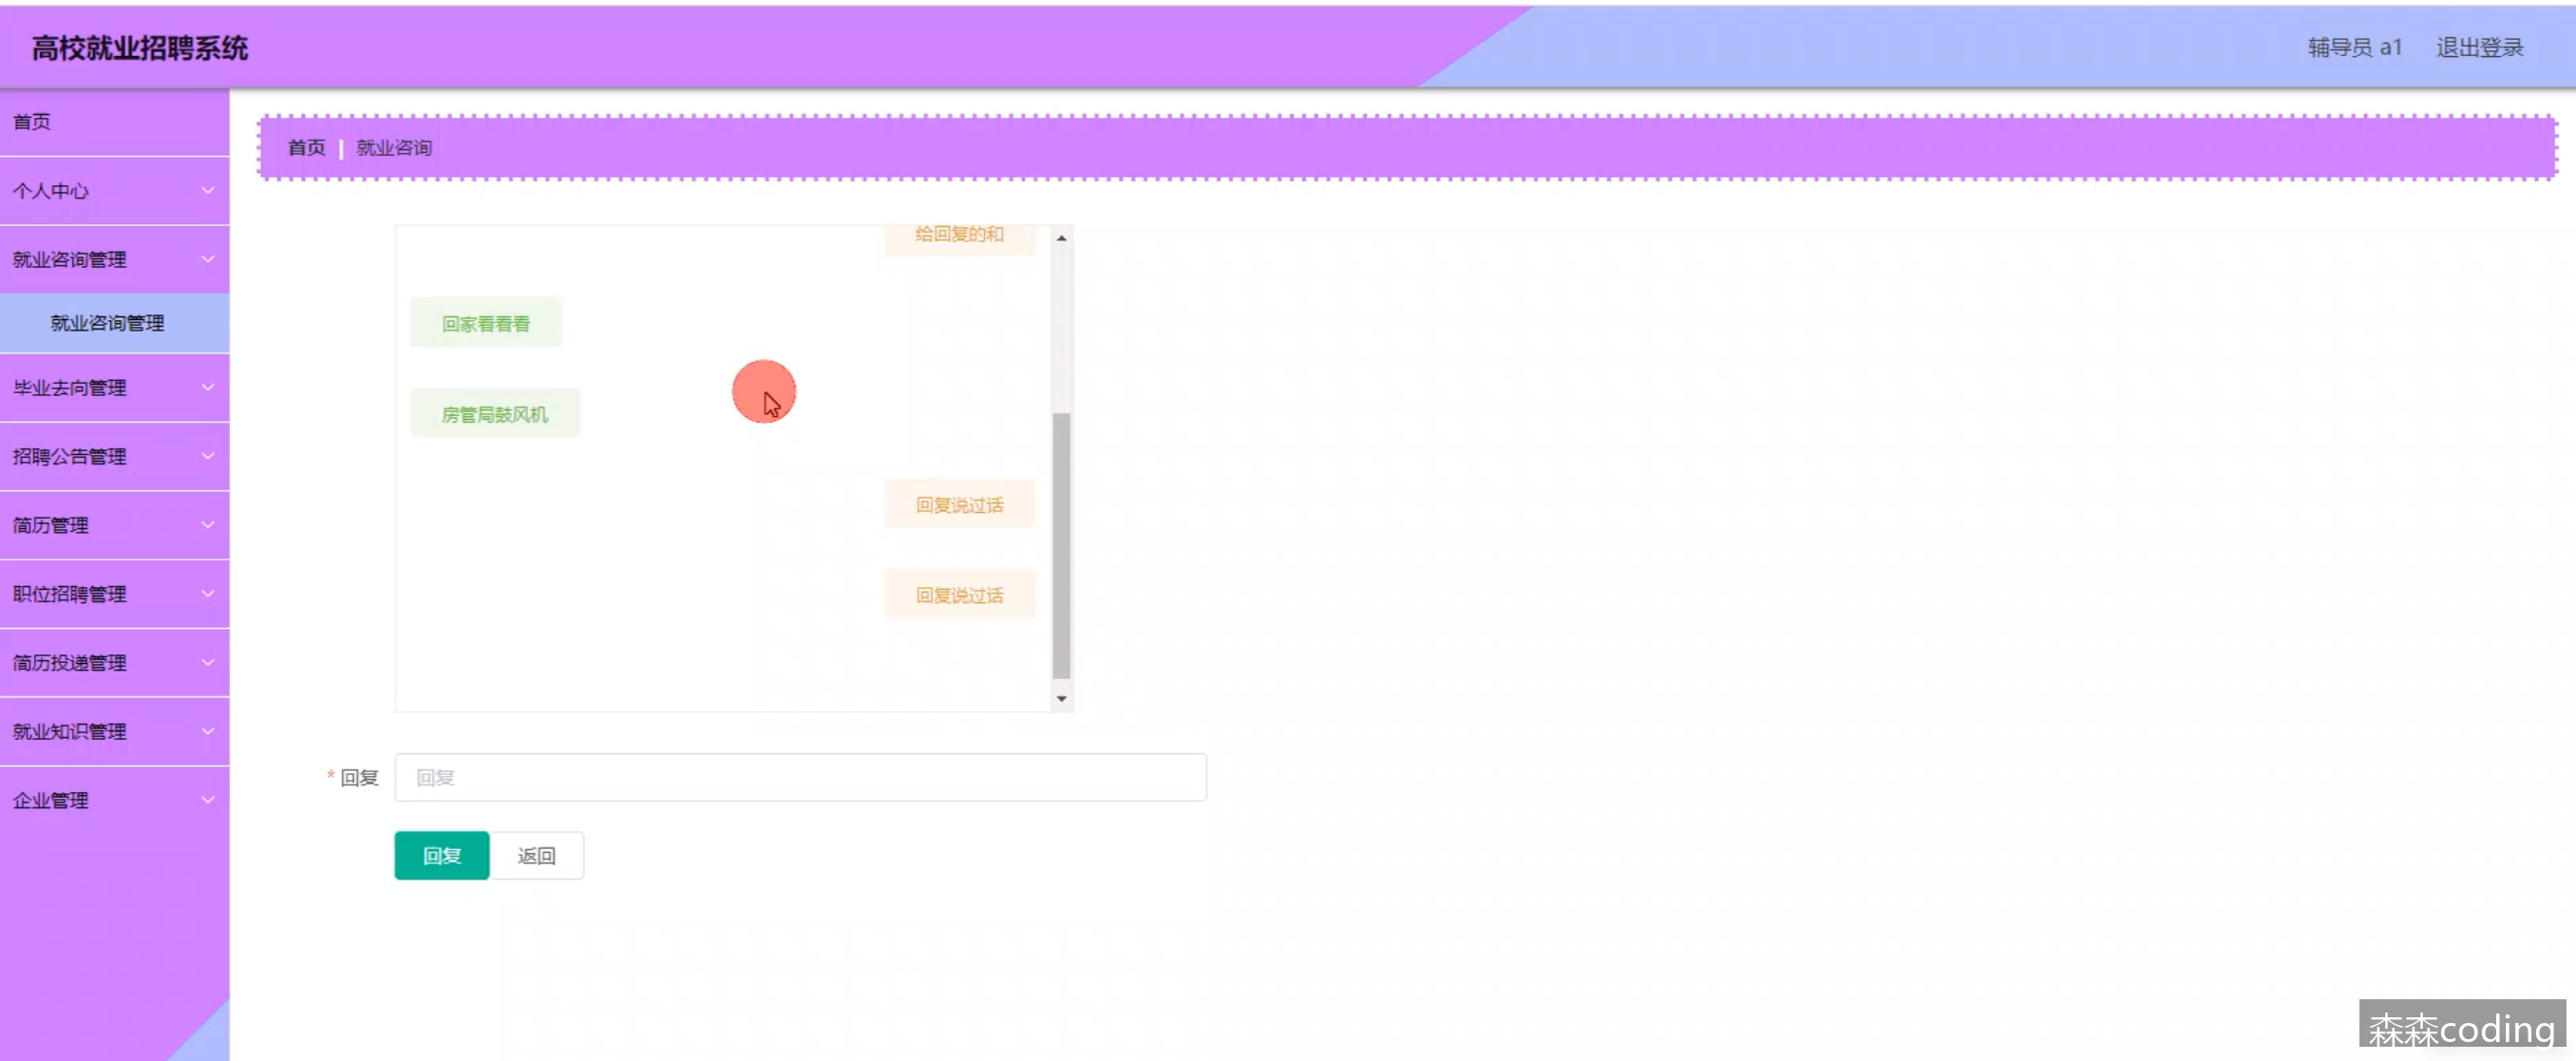 高校就业招聘系统
辅导员 a1 退出登录
首页
个人中心
就业咨询管理
就业咨询管理
毕业去向管理
招聘公告管理
简历管理
职位招聘管理
简历投递管理
就业知识管理
企业管理
首页 就业咨询
给回复的和
回家看看看
房管局鼓风机
回复说过话
回复说过话
* 回复 回复
回复 返回
森森coding